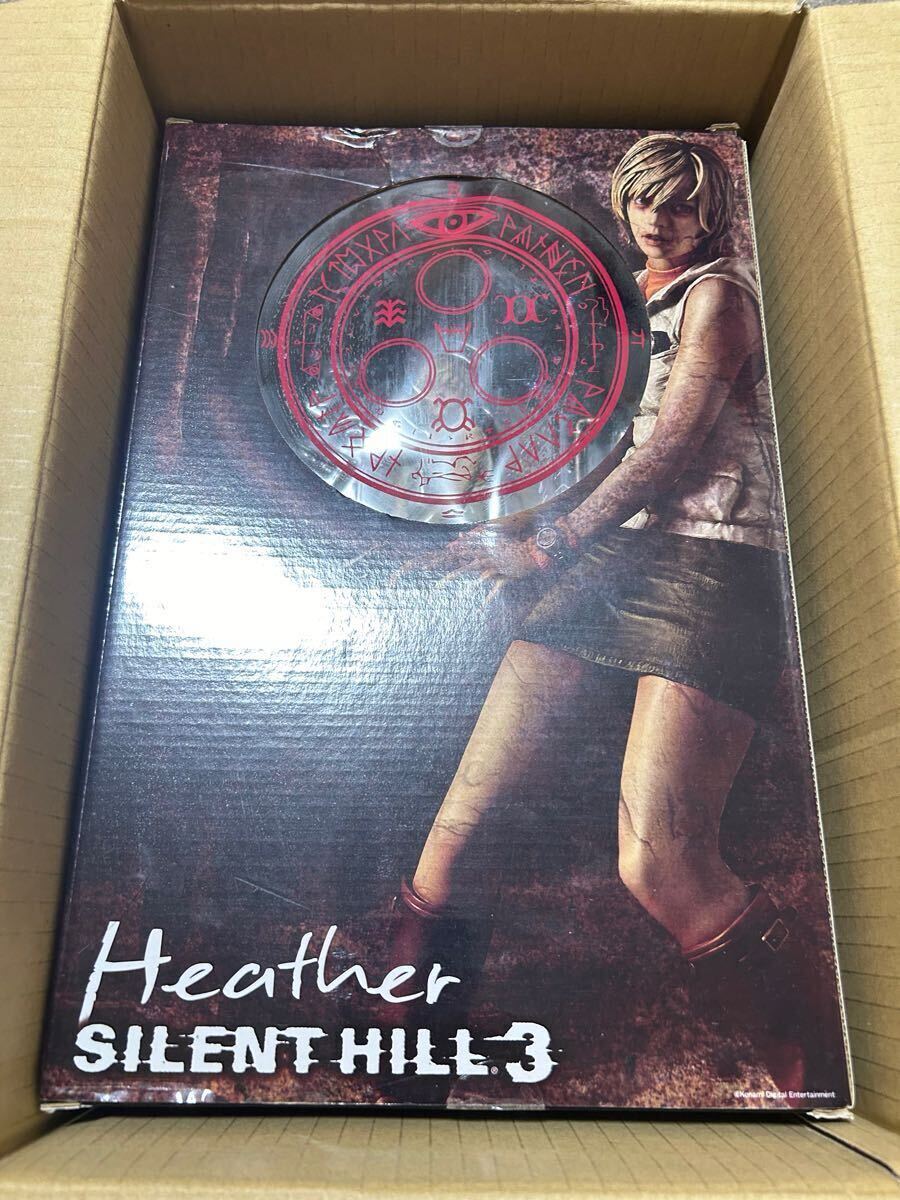 Heather
SILENT HILL® 3
©Konami Digital Entertainment